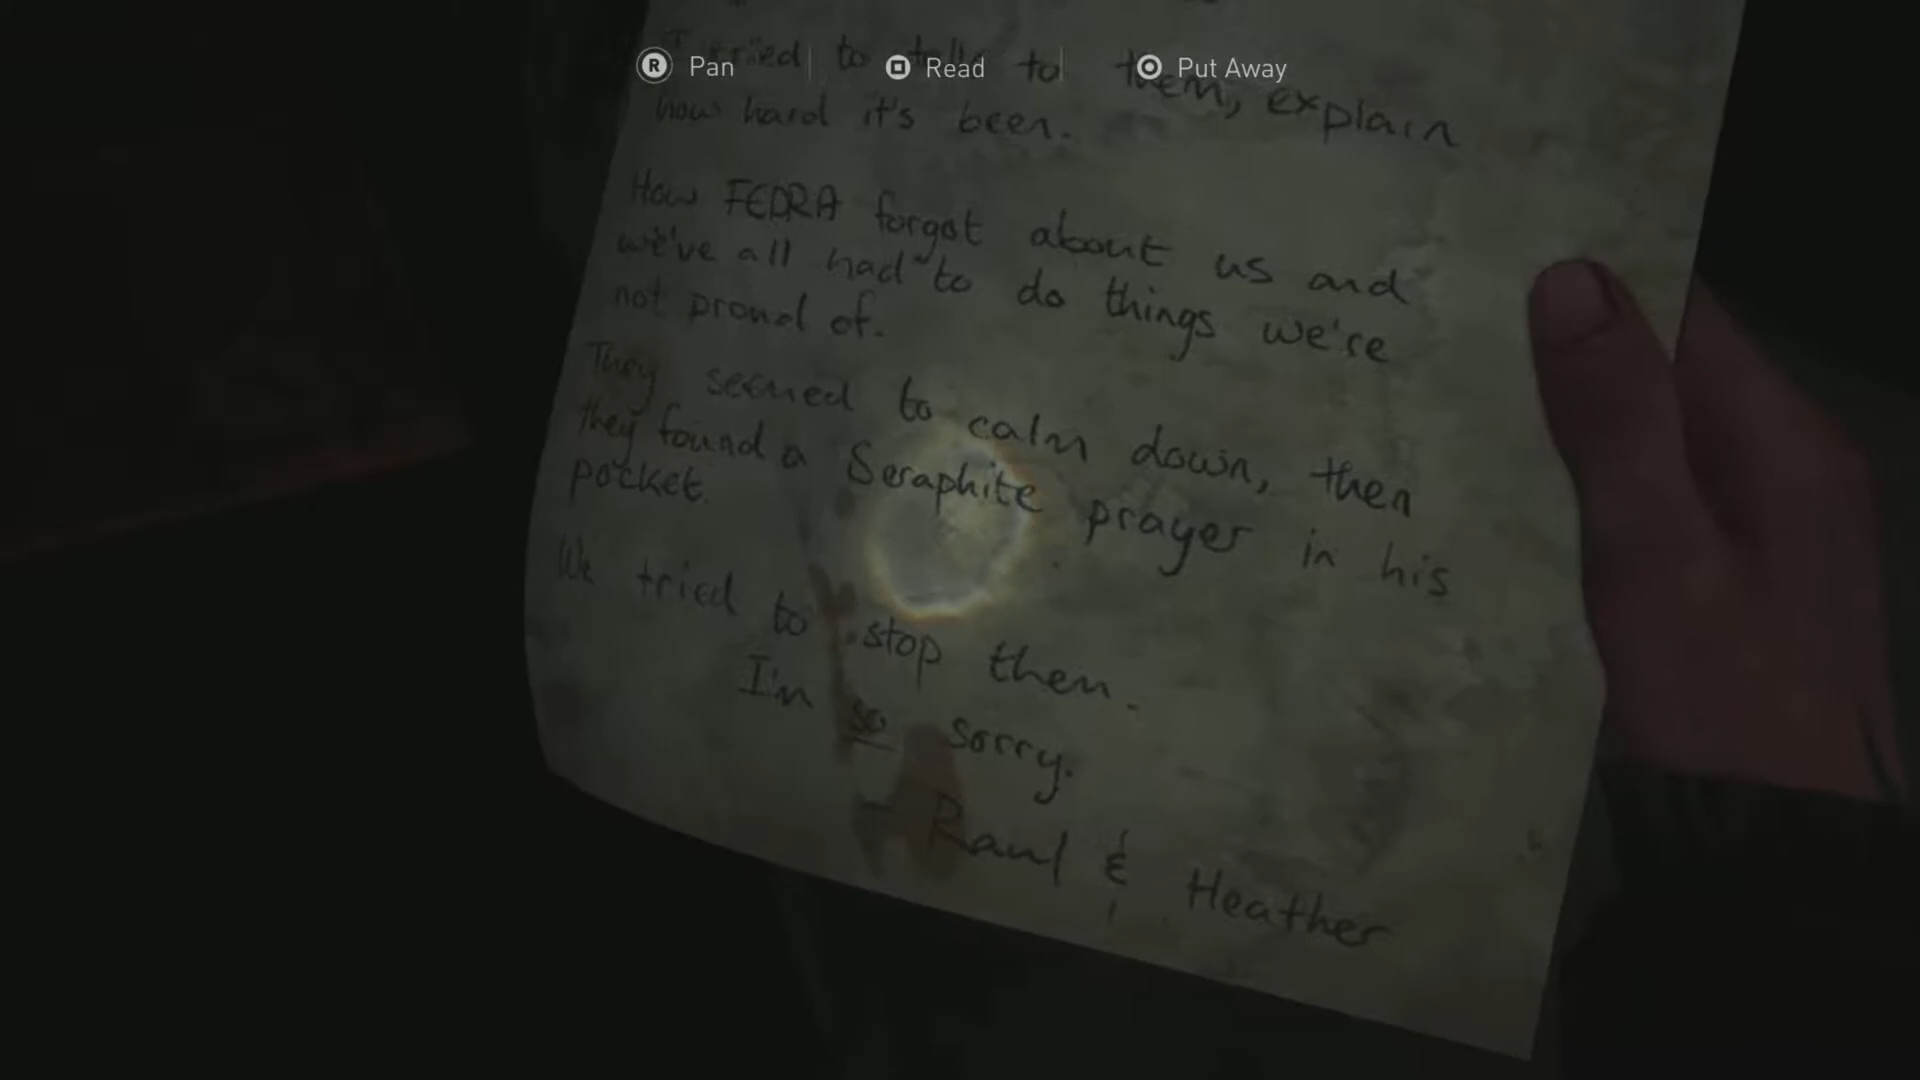 R Pan
Read
Put Away
I tried to talk to them, explain
how hard it's been.
How FEDRA forgot about us and
we've all had to do things we're
not proud of.
They seemed to calm down, then
they found a Seraphite prayer in his
pocket.
We tried to stop them.
I'm so sorry.
- Raul & Heather